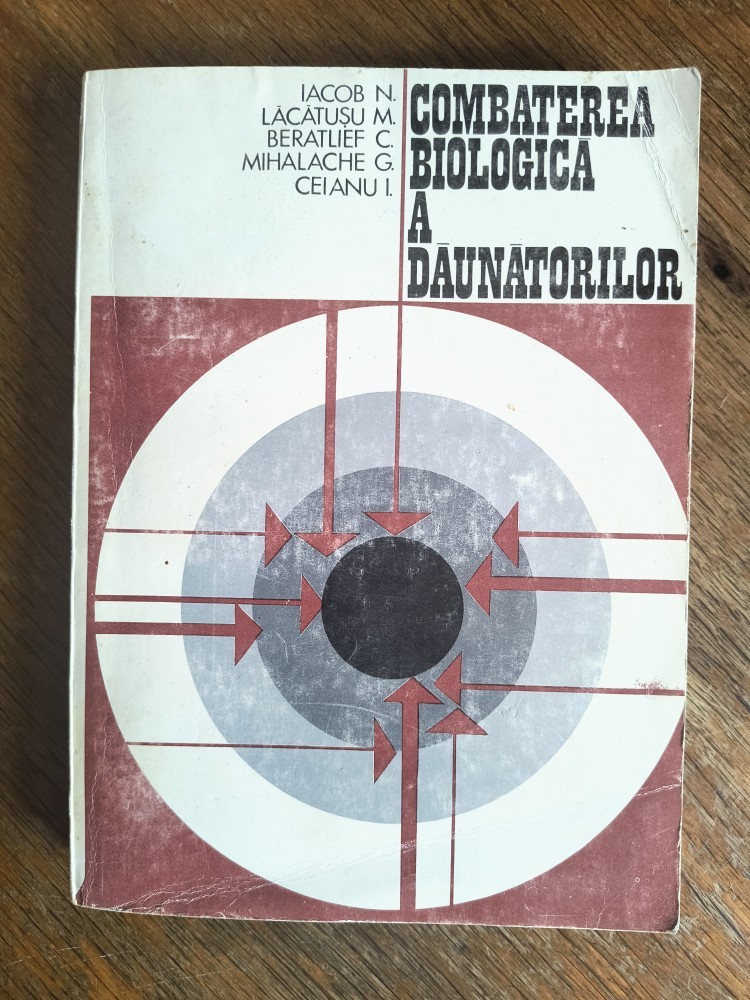 IACOB N.
LĂCĂTUȘU M.
BERATLIEF C.
MIHALACHE G.
CEIANU I.
COMBATEREA
BIOLOGICĂ
A
DĂUNĂTORILOR